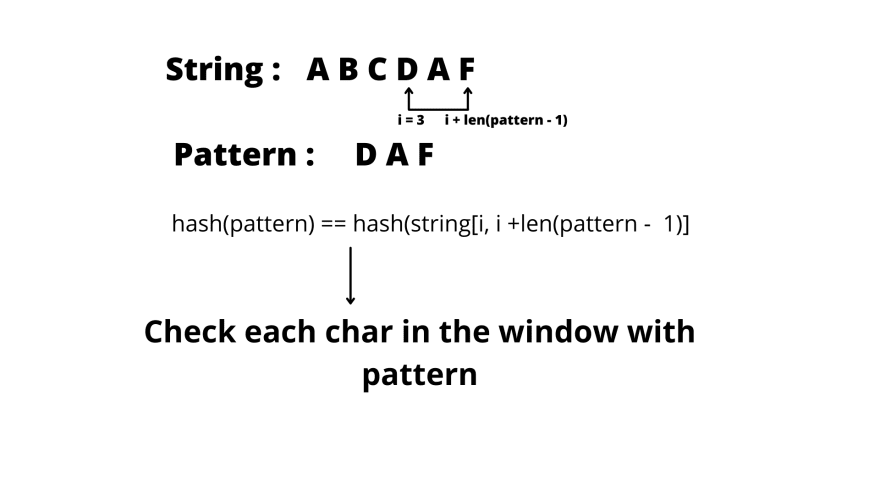 String : A B C D A F
i = 3 i + len(pattern - 1)
Pattern : D A F
hash(pattern) == hash(string[i, i +len(pattern - 1)]
Check each char in the window with
pattern